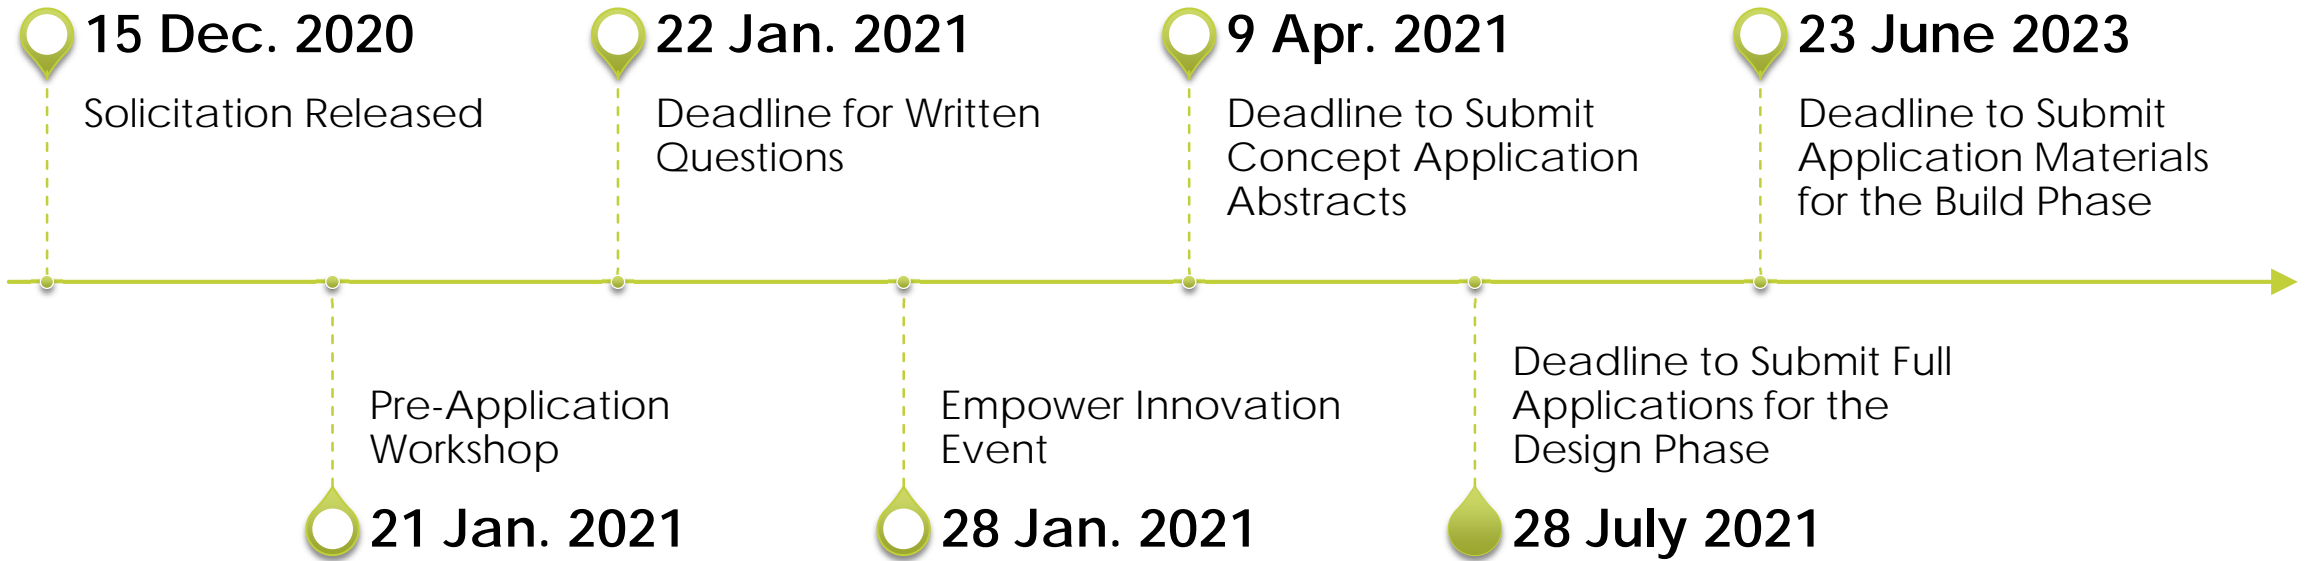 15 Dec. 2020
Solicitation Released
21 Jan. 2021
Pre-Application
Workshop
22 Jan. 2021
Deadline for Written
Questions
28 Jan. 2021
Empower Innovation
Event
9 Apr. 2021
Deadline to Submit
Concept Application
Abstracts
28 July 2021
Deadline to Submit Full
Applications for the
Design Phase
23 June 2023
Deadline to Submit
Application Materials
for the Build Phase